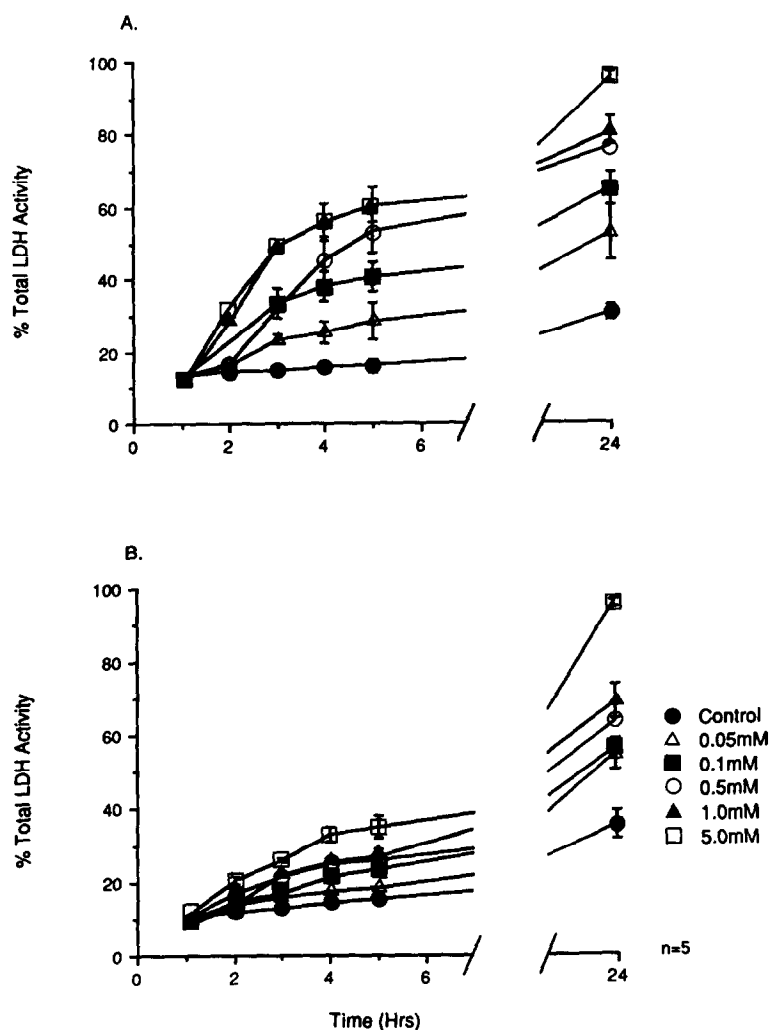 A.
% Total LDH Activity
100
80
60
40
20
0
0 2 4 6 24
B.
% Total LDH Activity
100
80
60
40
20
0
0 2 4 6 24
Time (Hrs)
Control
0.05mM
0.1mM
0.5mM
1.0mM
5.0mM
n=5